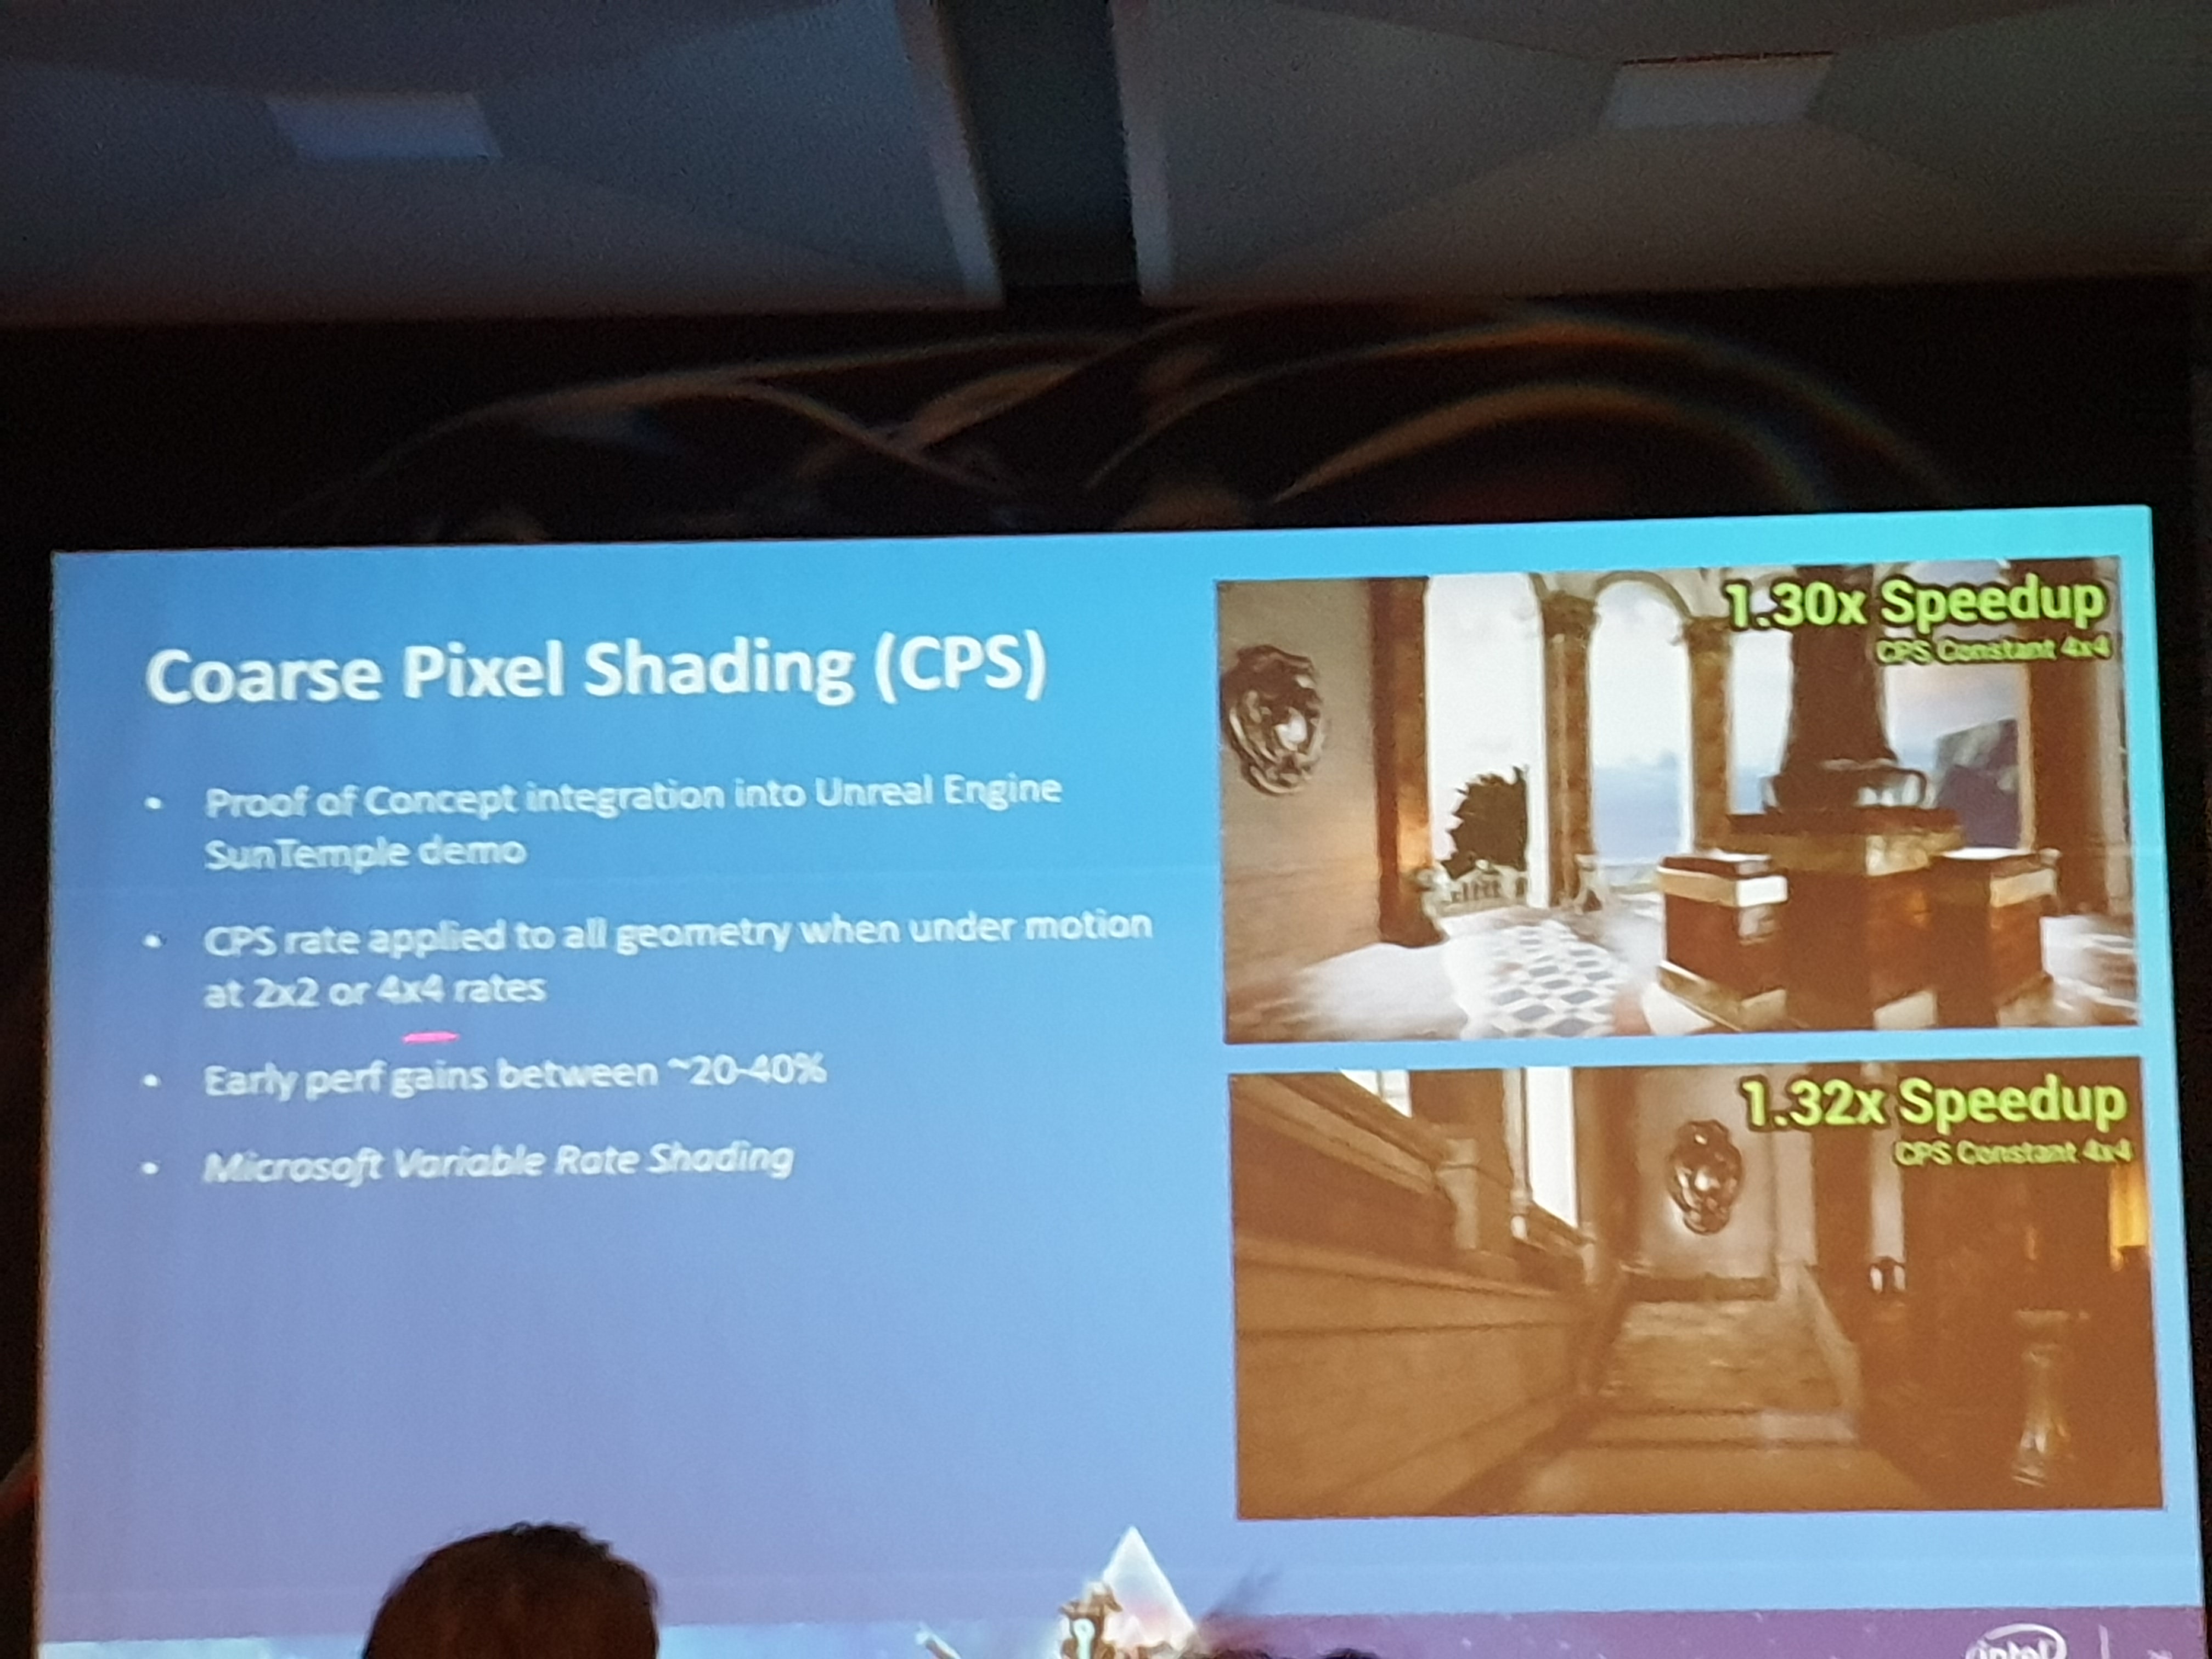 Coarse Pixel Shading (CPS)
• Proof of Concept integration into Unreal Engine
SunTemple demo
• CPS rate applied to all geometry when under motion
at 2x2 or 4x4 rates
• Early perf gains between ~20-40%
• Microsoft Variable Rate Shading
1.30x Speedup
CPS Constant 4x4
1.32x Speedup
CPS Constant 4x4
intel